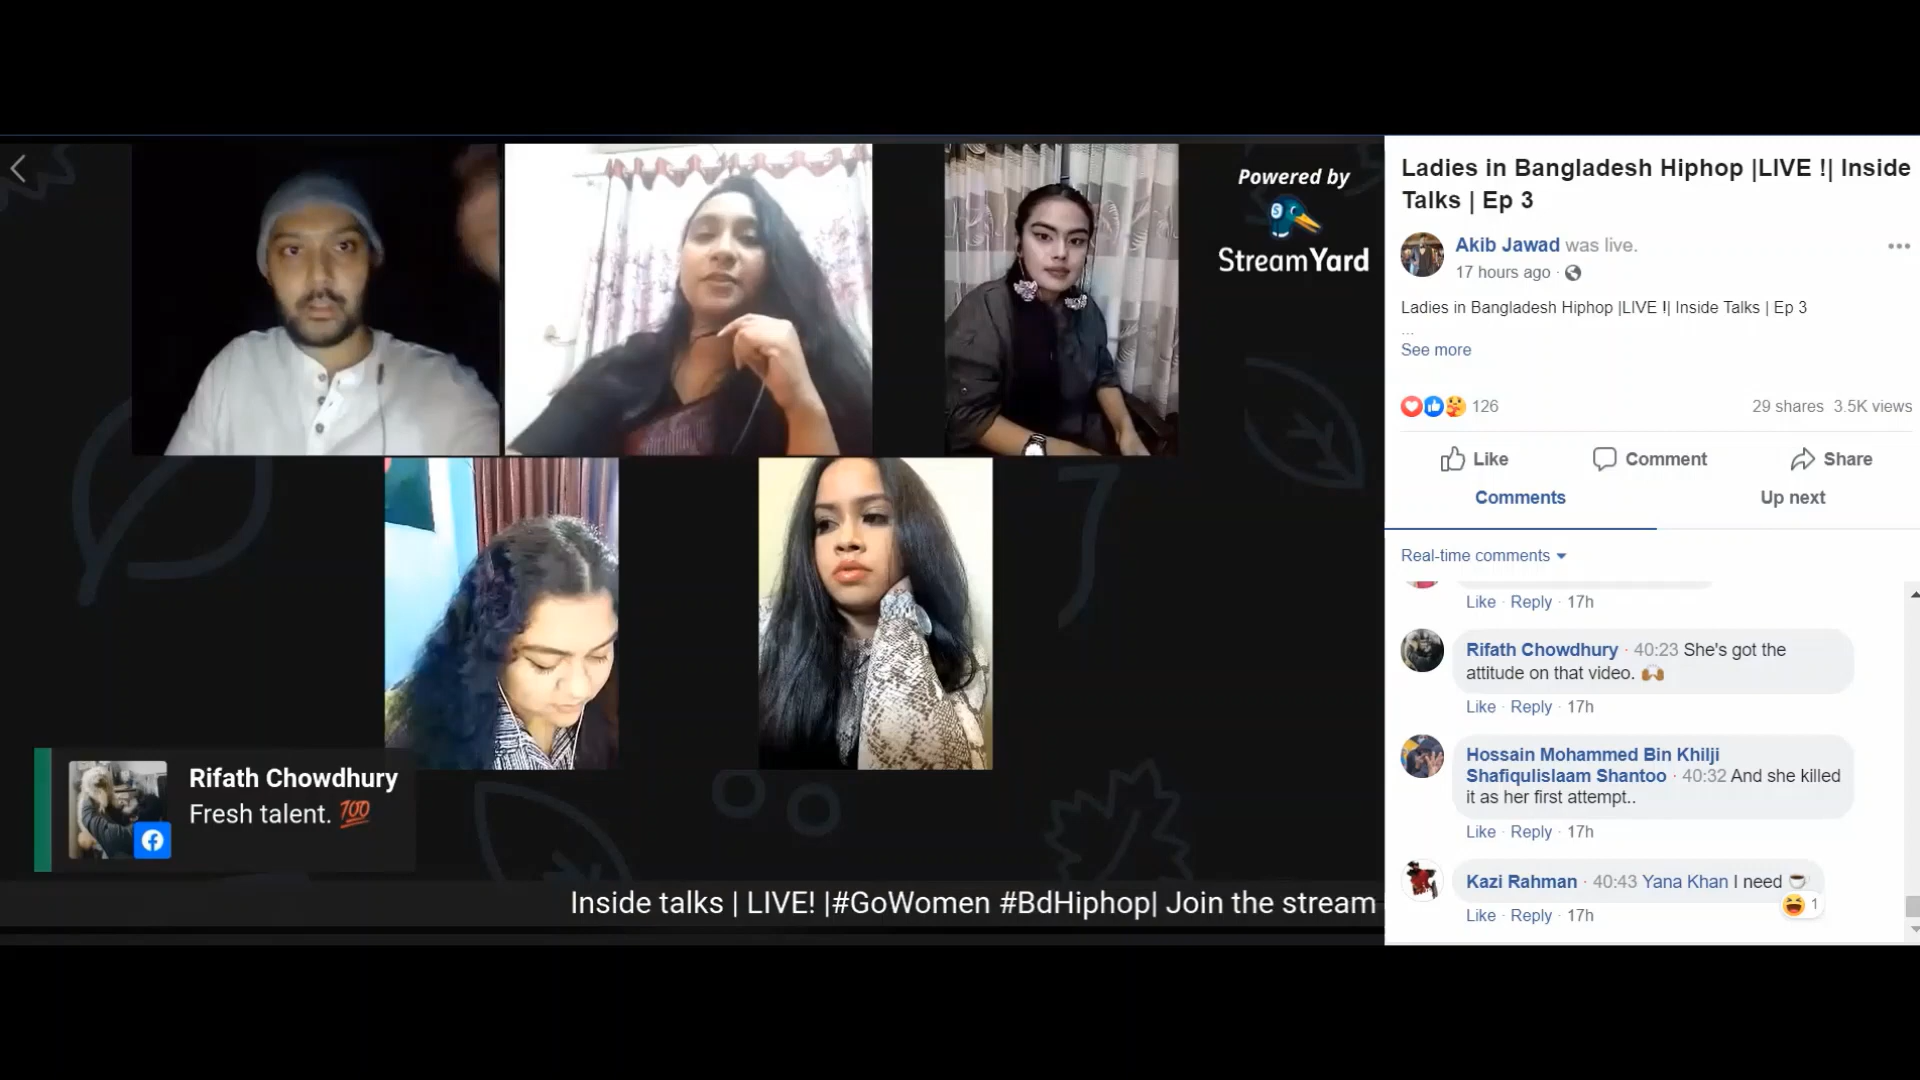 Powered by
StreamYard
Rifath Chowdhury
Fresh talent. 💯
Inside talks | LIVE! |#GoWomen #BdHiphop| Join the stream
Ladies in Bangladesh Hiphop |LIVE !| Inside
Talks | Ep 3
Akib Jawad was live.
17 hours ago ·
Ladies in Bangladesh Hiphop |LIVE !| Inside Talks | Ep 3
...
See more
126
29 shares 3.5K views
Like Comment Share
Comments Up next
Real-time comments
Like · Reply · 17h
Rifath Chowdhury · 40:23 She's got the
attitude on that video. 🙌🏾
Like · Reply · 17h
Hossain Mohammed Bin Khilji
Shafiqulislaam Shantoo · 40:32 And she killed
it as her first attempt..
Like · Reply · 17h
Kazi Rahman · 40:43 Yana Khan I need ☕
😆 1
Like · Reply · 17h